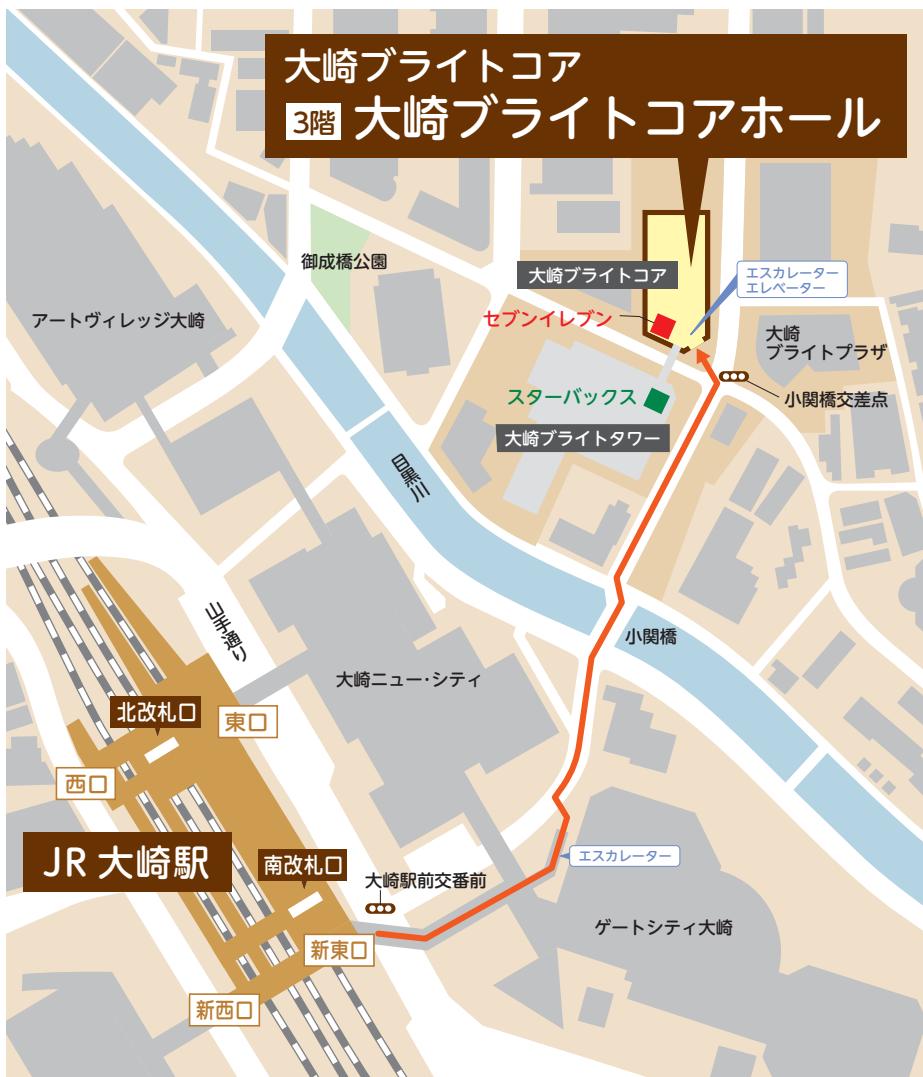 大崎ブライトコア
3階 大崎ブライトコアホール
御成橋公園
大崎ブライトコア
エスカレーター
エレベーター
アートヴィレッジ大崎
セブンイレブン
大崎
ブライトプラザ
スターバックス
小関橋交差点
大崎ブライトタワー
目黒川
山手通り
小関橋
大崎ニュー・シティ
北改札口
東口
西口
JR 大崎駅
南改札口
エスカレーター
大崎駅前交番前
ゲートシティ大崎
新東口
新西口